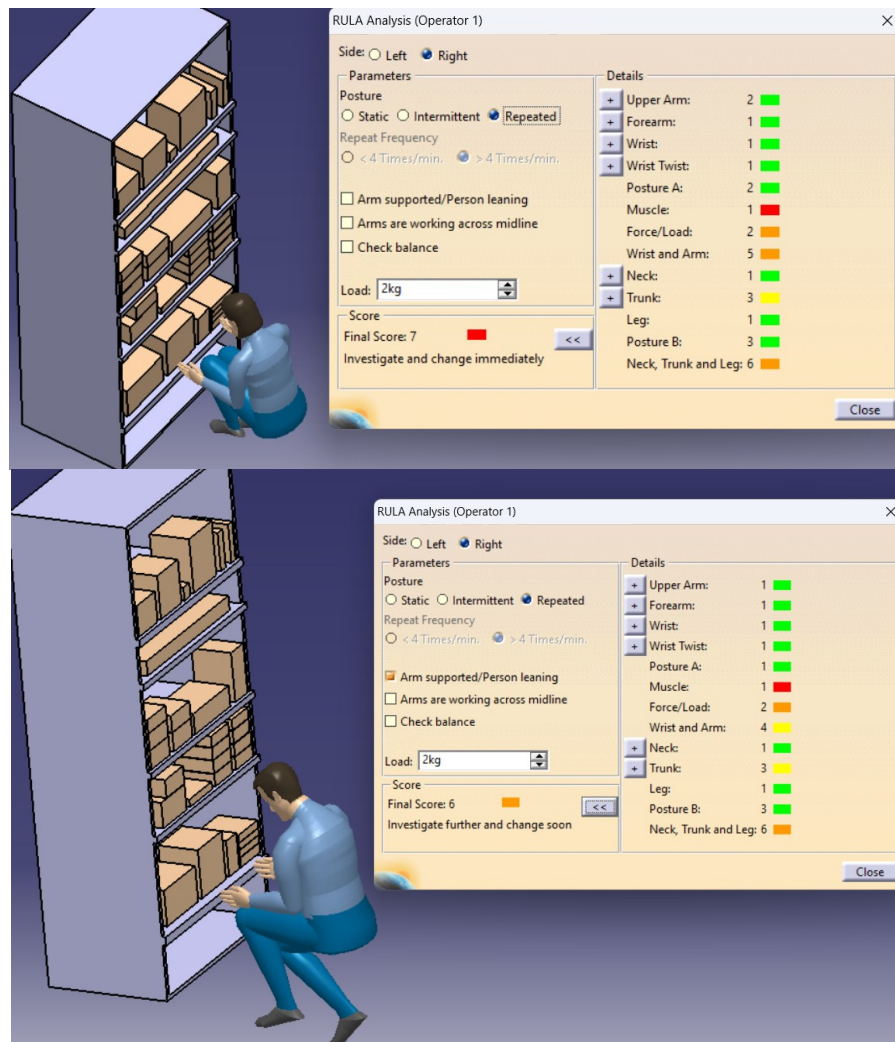 RULA Analysis (Operator 1)
Side: Left Right
Parameters
Posture
Static Intermittent Repeated
Repeat Frequency
< 4 Times/min. > 4 Times/min.
Arm supported/Person leaning
Arms are working across midline
Check balance
Load: 2kg
Score
Final Score: 7
<<
Investigate and change immediately
Details
+ Upper Arm: 2
+ Forearm: 1
+ Wrist: 1
+ Wrist Twist: 1
Posture A: 2
Muscle: 1
Force/Load: 2
Wrist and Arm: 5
+ Neck: 1
+ Trunk: 3
Leg: 1
Posture B: 3
Neck, Trunk and Leg: 6
Close
RULA Analysis (Operator 1)
Side: Left Right
Parameters
Posture
Static Intermittent Repeated
Repeat Frequency
< 4 Times/min. > 4 Times/min.
Arm supported/Person leaning
Arms are working across midline
Check balance
Load: 2kg
Score
Final Score: 6
<<
Investigate further and change soon
Details
+ Upper Arm: 1
+ Forearm: 1
+ Wrist: 1
+ Wrist Twist: 1
Posture A: 1
Muscle: 1
Force/Load: 2
Wrist and Arm: 4
+ Neck: 1
+ Trunk: 3
Leg: 1
Posture B: 3
Neck, Trunk and Leg: 6
Close